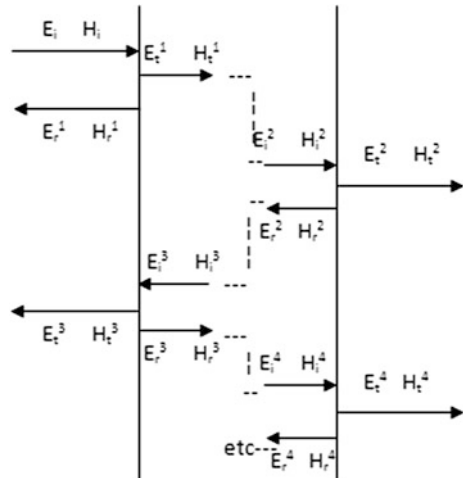 Eᵢ Hᵢ
Eₜ¹ Hₜ¹
Eᵣ¹ Hᵣ¹
Eᵢ² Hᵢ²
Eₜ² Hₜ²
Eᵣ² Hᵣ²
Eᵢ³ Hᵢ³
Eₜ³ Hₜ³
Eᵣ³ Hᵣ³
Eᵢ⁴ Hᵢ⁴
Eₜ⁴ Hₜ⁴
etc---
Eᵣ⁴ Hᵣ⁴